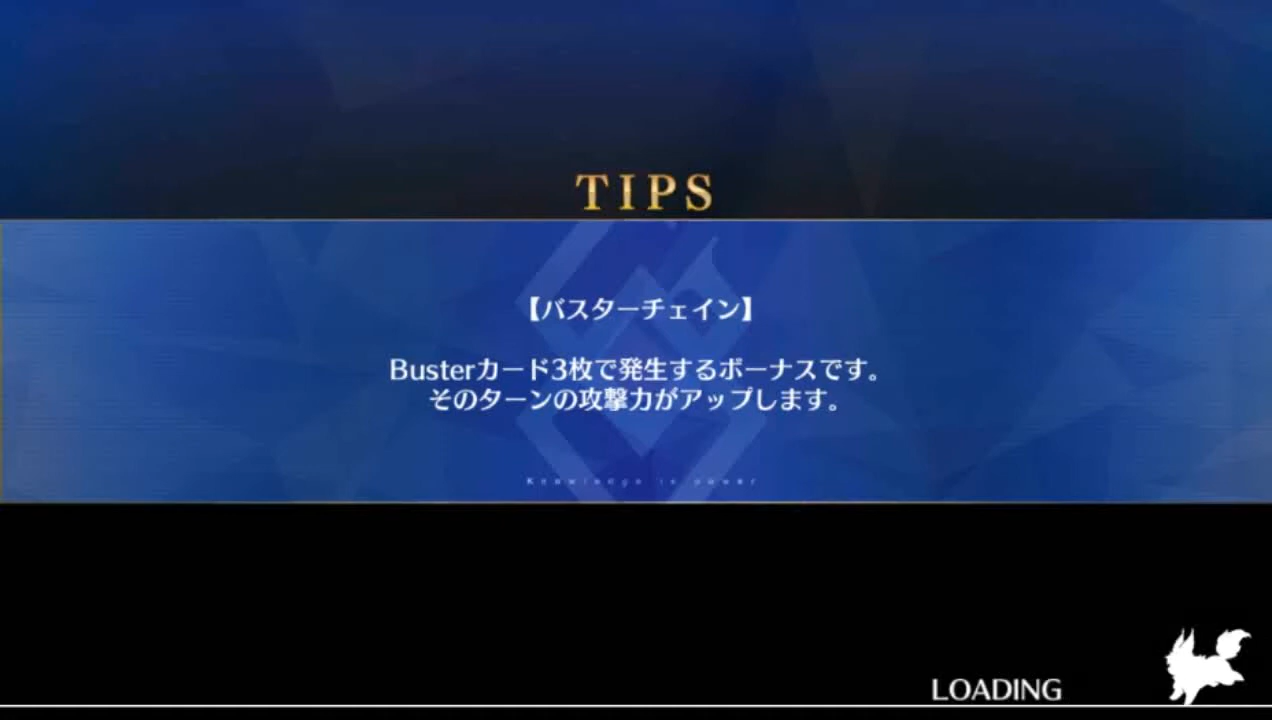 TIPS
【バスターチェイン】
Busterカード3枚で発生するボーナスです。
そのターンの攻撃力がアップします。
Knowledge is power
LOADING